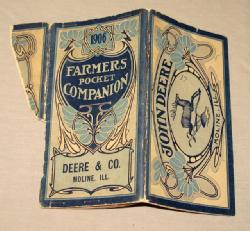 1906
FARMERS
POCKET
COMPANION
DEERE & CO.
MOLINE, ILL.
JOHN DEERE
MOLINE, ILL.